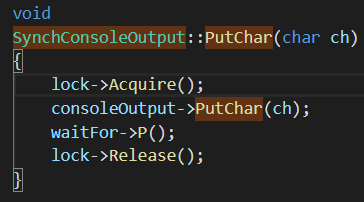 void
SynchConsoleOutput::PutChar(char ch)
{
    lock->Acquire();
    consoleOutput->PutChar(ch);
    waitFor->P();
    lock->Release();
}